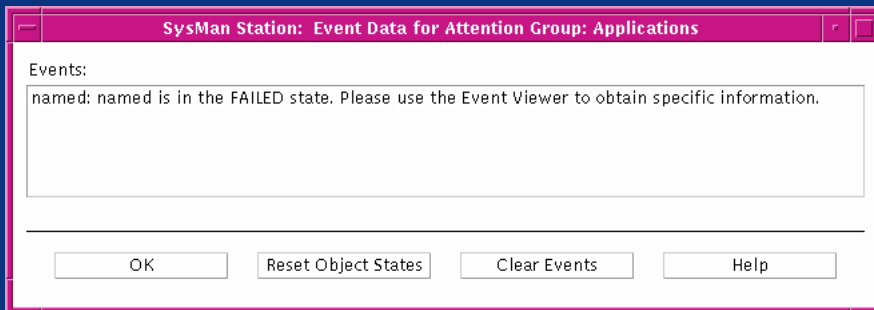 SysMan Station: Event Data for Attention Group: Applications
Events:
named: named is in the FAILED state. Please use the Event Viewer to obtain specific information.
OK
Reset Object States
Clear Events
Help